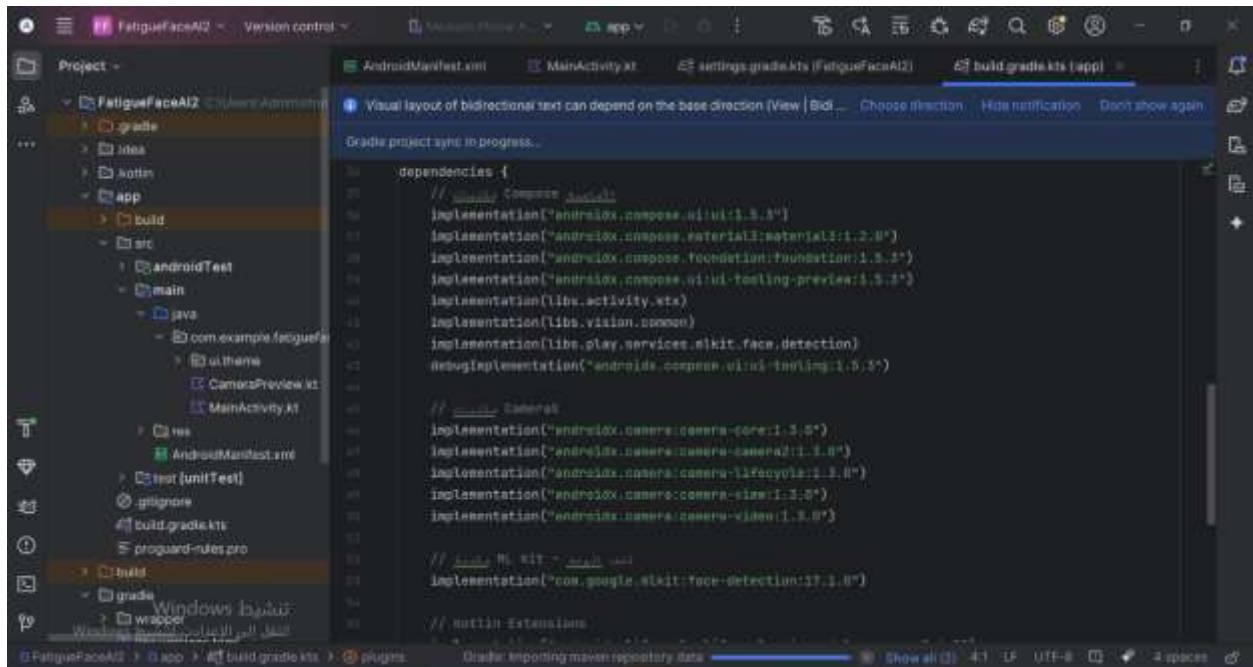 FatigueFaceAI2
Version control
app
Project
AndroidManifest.xml
MainActivity.kt
settings.gradle.kts (FatigueFaceAI2)
build.gradle.kts (app)
FatigueFaceAI2
Visual layout of bidirectional text can depend on the base direction (View | Bidi ...
Choose direction
Hide notification
Don't show again
.gradle
Gradle project sync in progress...
.idea
.kotlin
app
build
src
androidTest
main
java
com.example.fatiguefa
ui.theme
CameraPreview.kt
MainActivity.kt
res
AndroidManifest.xml
test [unitTest]
.gitignore
build.gradle.kts
proguard-rules.pro
build
gradle
wrapper
dependencies {
// Compose
implementation("androidx.compose.ui:ui:1.5.3")
implementation("androidx.compose.material3:material3:1.2.0")
implementation("androidx.compose.foundation:foundation:1.5.3")
implementation("androidx.compose.ui:ui-tooling-preview:1.5.3")
implementation(libs.activity.ktx)
implementation(libs.vision.common)
implementation(libs.play.services.mlkit.face.detection)
debugImplementation("androidx.compose.ui:ui-tooling:1.5.3")
// CameraX
implementation("androidx.camera:camera-core:1.3.0")
implementation("androidx.camera:camera-camera2:1.3.0")
implementation("androidx.camera:camera-lifecycle:1.3.0")
implementation("androidx.camera:camera-view:1.3.0")
implementation("androidx.camera:camera-video:1.3.0")
// ML Kit -
implementation("com.google.mlkit:face-detection:17.1.0")
// Kotlin Extensions
تنشيط Windows
FatigueFaceAI2 > app > build.gradle.kts > plugins
Gradle: Importing maven repository data
Show all (2)
4:1
LF
UTF-8
4 spaces